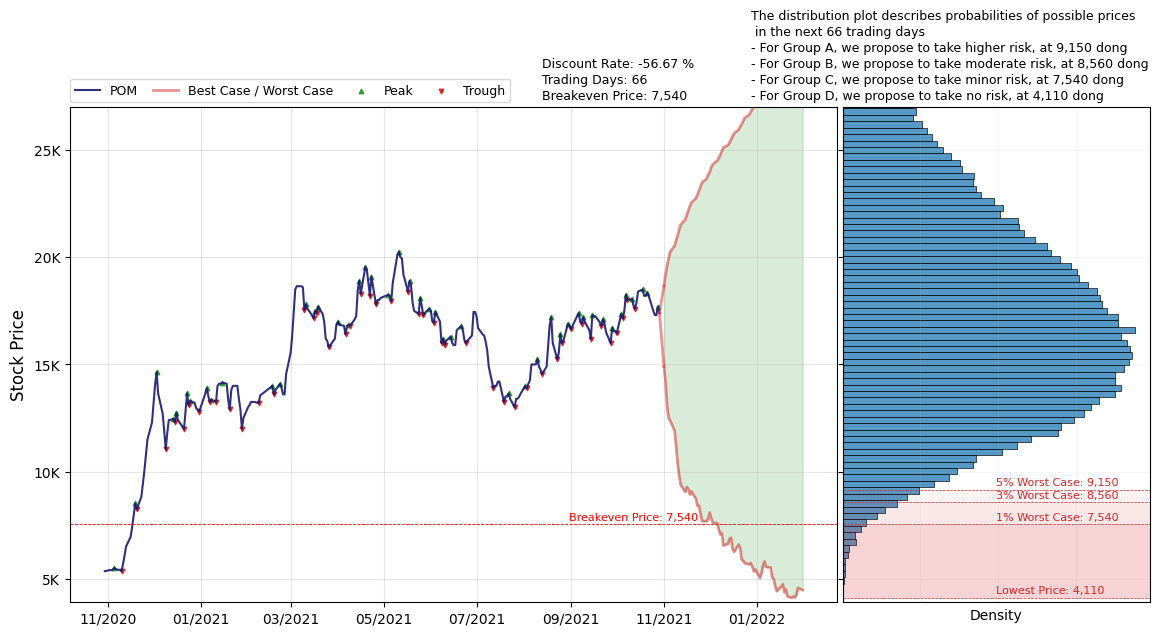 The distribution plot describes probabilities of possible prices
in the next 66 trading days
- For Group A, we propose to take higher risk, at 9,150 dong
- For Group B, we propose to take moderate risk, at 8,560 dong
- For Group C, we propose to take minor risk, at 7,540 dong
- For Group D, we propose to take no risk, at 4,110 dong
Discount Rate: -56.67 %
Trading Days: 66
Breakeven Price: 7,540
POM
Best Case / Worst Case
Peak
Trough
Stock Price
25K
20K
15K
10K
5K
Breakeven Price: 7,540
11/2020
01/2021
03/2021
05/2021
07/2021
09/2021
11/2021
01/2022
5% Worst Case: 9,150
3% Worst Case: 8,560
1% Worst Case: 7,540
Lowest Price: 4,110
Density